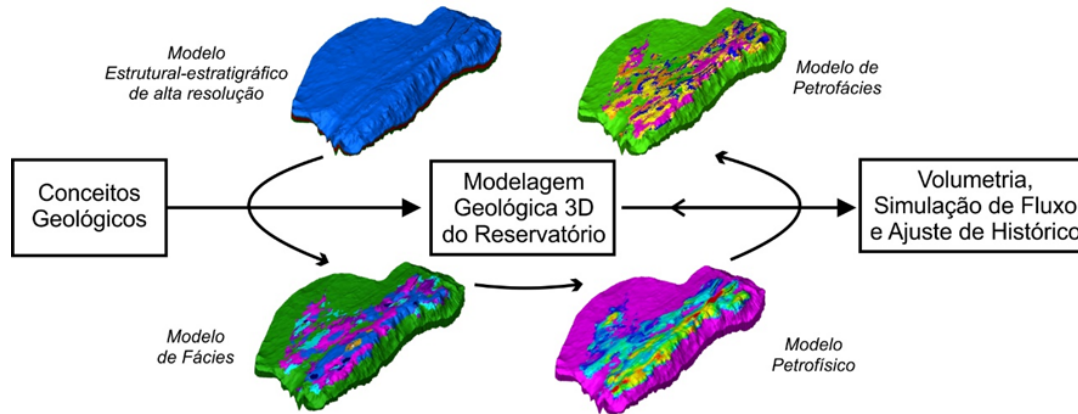 Modelo
Estrutural-estratigráfico
de alta resolução
Modelo de
Petrofácies
Conceitos
Geológicos
Modelagem
Geológica 3D
do Reservatório
Volumetria,
Simulação de Fluxo
e Ajuste de Histórico
Modelo
de Fácies
Modelo
Petrofísico